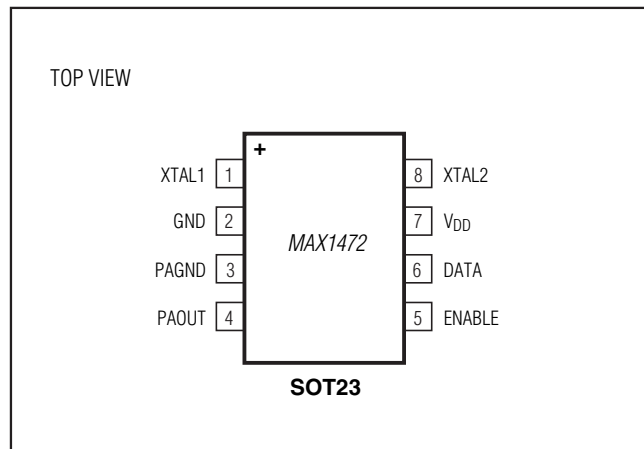 TOP VIEW
+
XTAL1 1 8 XTAL2
GND 2 7 VDD
MAX1472
PAGND 3 6 DATA
PAOUT 4 5 ENABLE
SOT23